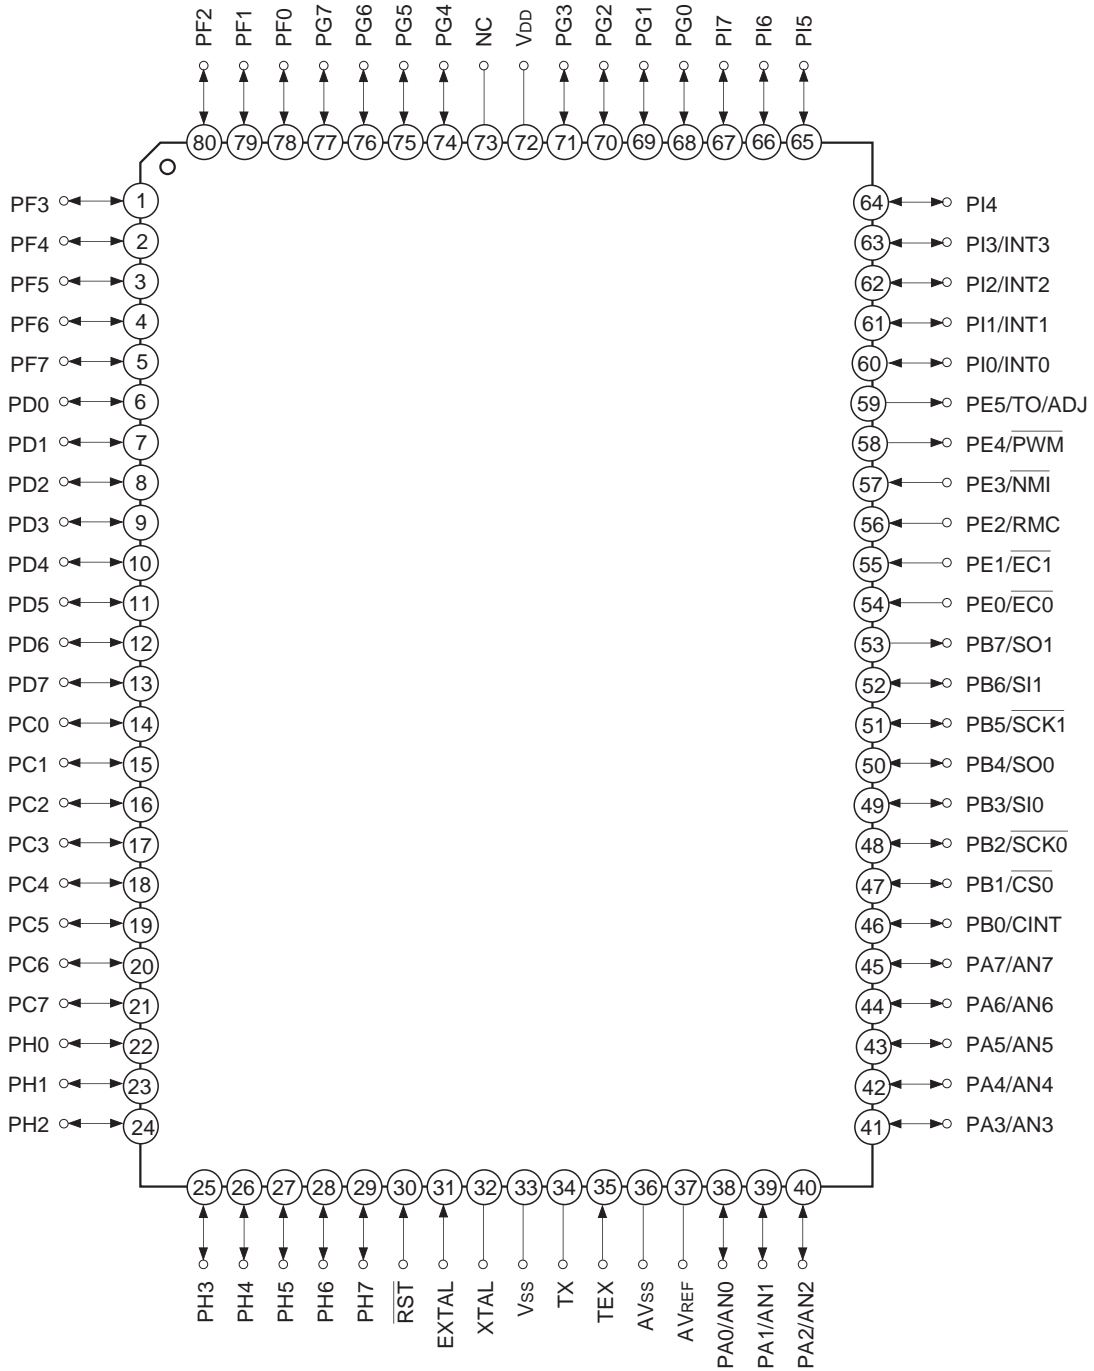 PF2 PF1 PF0 PG7 PG6 PG5 PG4 NC VDD PG3 PG2 PG1 PG0 PI7 PI6 PI5
80 79 78 77 76 75 74 73 72 71 70 69 68 67 66 65
PF3 1 64 PI4
PF4 2 63 PI3/INT3
PF5 3 62 PI2/INT2
PF6 4 61 PI1/INT1
PF7 5 60 PI0/INT0
PD0 6 59 PE5/TO/ADJ
PD1 7 58 PE4/P̅W̅M̅
PD2 8 57 PE3/N̅M̅I̅
PD3 9 56 PE2/RMC
PD4 10 55 PE1/E̅C̅1̅
PD5 11 54 PE0/E̅C̅0̅
PD6 12 53 PB7/SO1
PD7 13 52 PB6/SI1
PC0 14 51 PB5/S̅C̅K̅1̅
PC1 15 50 PB4/SO0
PC2 16 49 PB3/SI0
PC3 17 48 PB2/S̅C̅K̅0̅
PC4 18 47 PB1/C̅S̅0̅
PC5 19 46 PB0/CINT
PC6 20 45 PA7/AN7
PC7 21 44 PA6/AN6
PH0 22 43 PA5/AN5
PH1 23 42 PA4/AN4
PH2 24 41 PA3/AN3
25 26 27 28 29 30 31 32 33 34 35 36 37 38 39 40
PH3 PH4 PH5 PH6 PH7 R̅S̅T̅ EXTAL XTAL Vss TX TEX AVss AVREF PA0/AN0 PA1/AN1 PA2/AN2